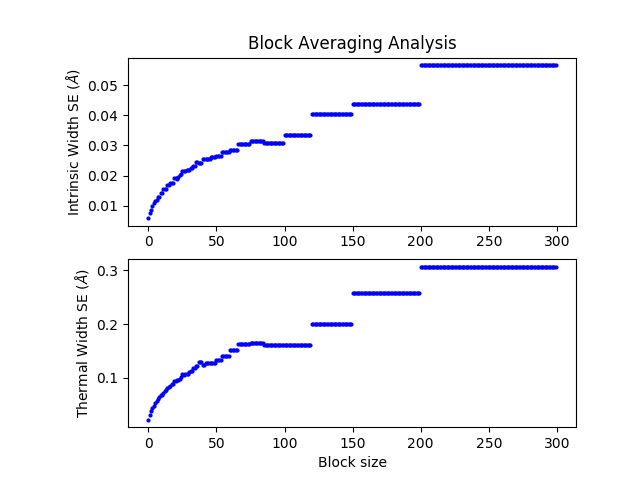 Block Averaging Analysis
Intrinsic Width SE (Å)
0.05
0.04
0.03
0.02
0.01
0 50 100 150 200 250 300
Thermal Width SE (Å)
0.3
0.2
0.1
0 50 100 150 200 250 300
Block size